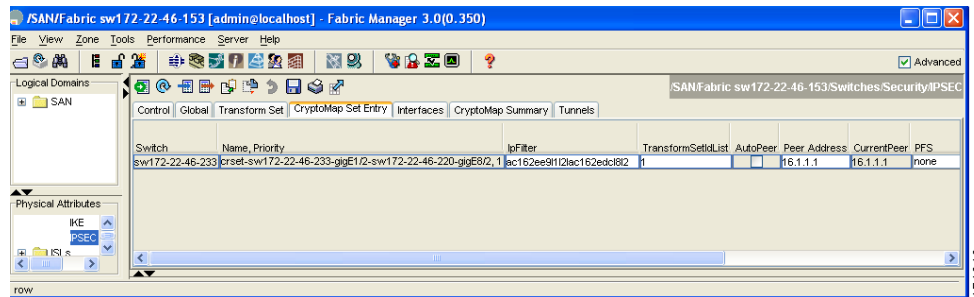 /SAN/Fabric sw172-22-46-153 [admin@localhost] - Fabric Manager 3.0(0.350)
File View Zone Tools Performance Server Help
Advanced
Logical Domains
SAN
/SAN/Fabric sw172-22-46-153/Switches/Security/IPSEC
Control Global Transform Set CryptoMap Set Entry Interfaces CryptoMap Summary Tunnels
Switch Name, Priority IpFilter TransformSetIdList AutoPeer Peer Address CurrentPeer PFS
sw172-22-46-233 crset-sw172-22-46-233-gigE1/2-sw172-22-46-220-gigE8/2, 1 1 16.1.1.1 16.1.1.1 none
Physical Attributes
IKE
IPSEC
ISLs
row